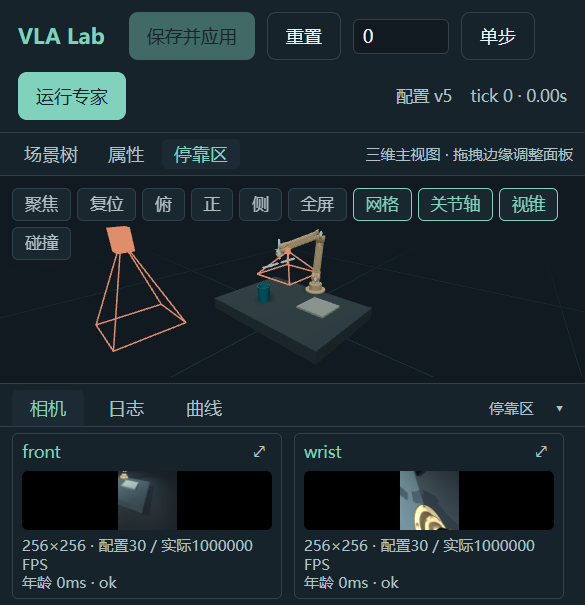 VLA Lab 保存并应用 重置 0 单步
运行专家 配置 v5 tick 0 · 0.00s
场景树 属性 停靠区 三维主视图 · 拖拽边缘调整面板
聚焦 复位 俯 正 侧 全屏 网格 关节轴 视锥
碰撞
相机 日志 曲线 停靠区
front
256×256 · 配置30 / 实际1000000
FPS
年龄 0ms · ok
wrist
256×256 · 配置30 / 实际1000000
FPS
年龄 0ms · ok